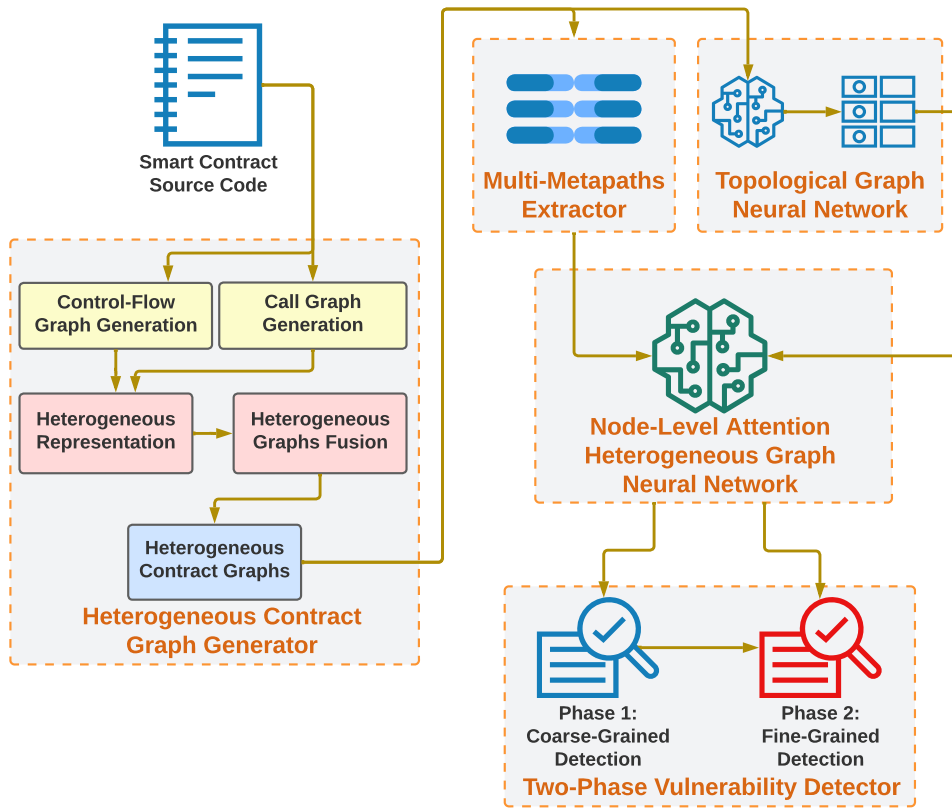 Smart Contract
Source Code
Control-Flow
Graph Generation
Call Graph
Generation
Heterogeneous
Representation
Heterogeneous
Graphs Fusion
Heterogeneous
Contract Graphs
Heterogeneous Contract
Graph Generator
Multi-Metapaths
Extractor
Topological Graph
Neural Network
Node-Level Attention
Heterogeneous Graph
Neural Network
Phase 1:
Coarse-Grained
Detection
Phase 2:
Fine-Grained
Detection
Two-Phase Vulnerability Detector